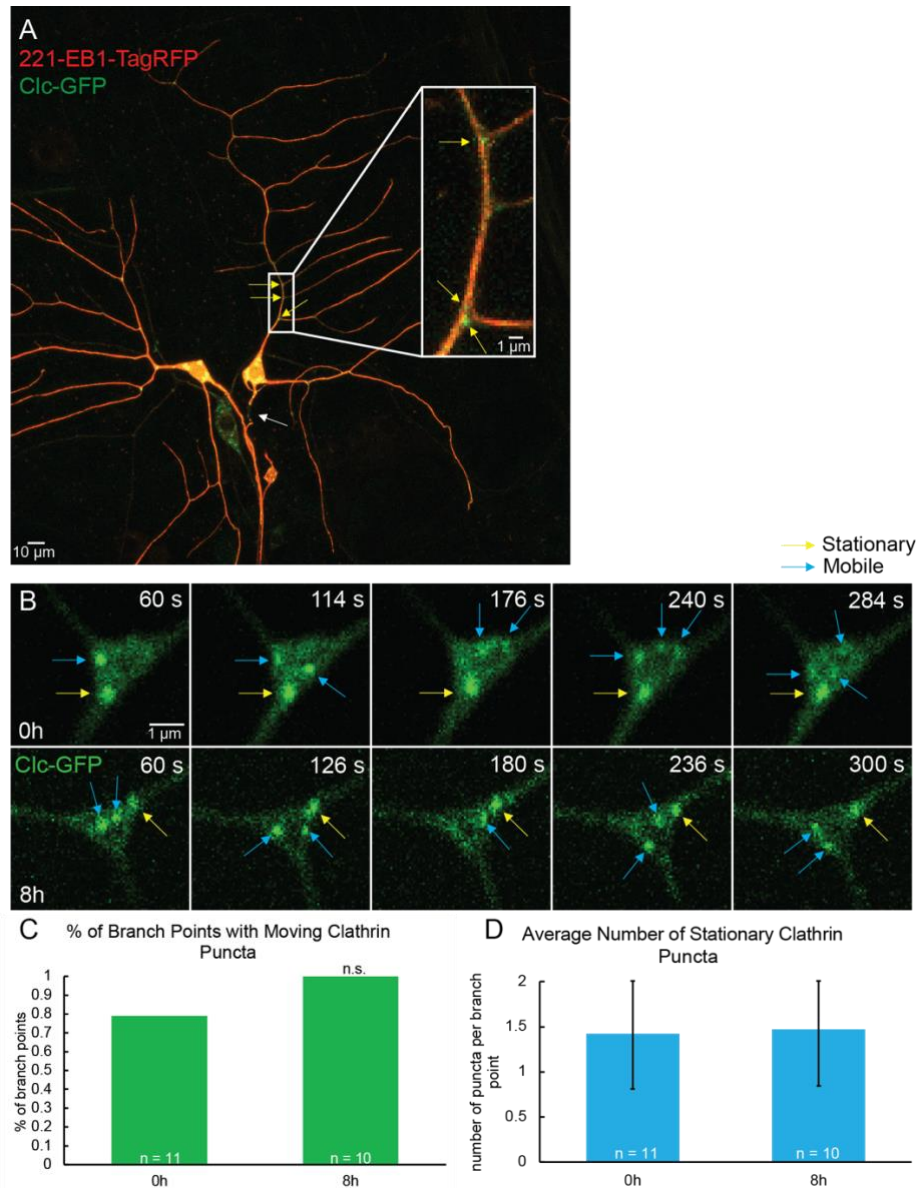 A
221-EB1-TagRFP
Clc-GFP
1 µm
10 µm
Stationary
Mobile
B
60 s
114 s
176 s
240 s
284 s
0h
1 µm
Clc-GFP
60 s
126 s
180 s
236 s
300 s
8h
C
% of Branch Points with Moving Clathrin
Puncta
% of branch points
1
0.9
0.8
0.7
0.6
0.5
0.4
0.3
0.2
0.1
0
n.s.
n = 11
n = 10
0h
8h
D
Average Number of Stationary Clathrin
Puncta
number of puncta per branch
point
2
1.5
1
0.5
0
n = 11
n = 10
0h
8h